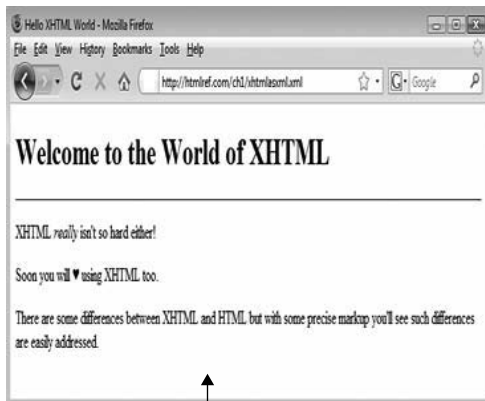 Hello XHTML World - Mozilla Firefox
File Edit View History Bookmarks Tools Help
http://htmlref.com/ch1/xhtmlasxml.xml
G Google
Welcome to the World of XHTML
XHTML really isn't so hard either!
Soon you will ♥ using XHTML too.
There are some differences between XHTML and HTML but with some precise markup you'll see such differences
are easily addressed.